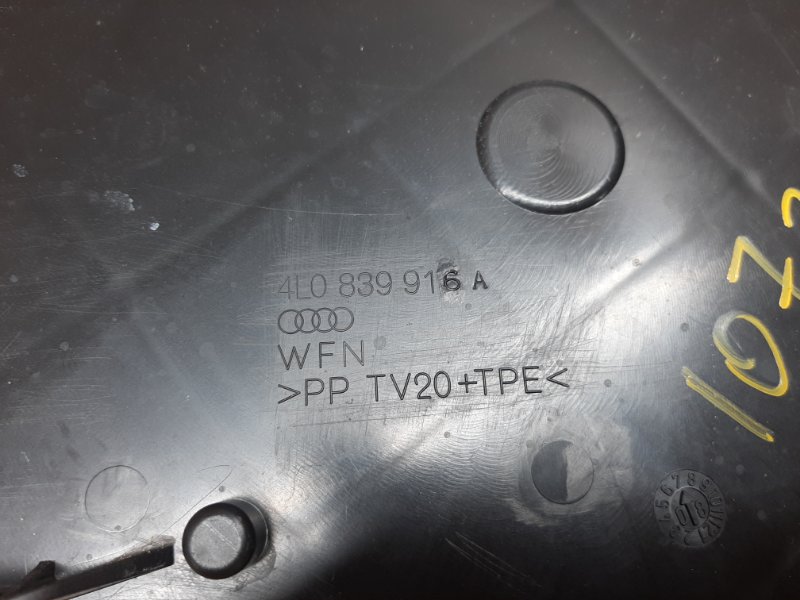 4L0 839 916 A
WFN
>PP TV20+TPE<